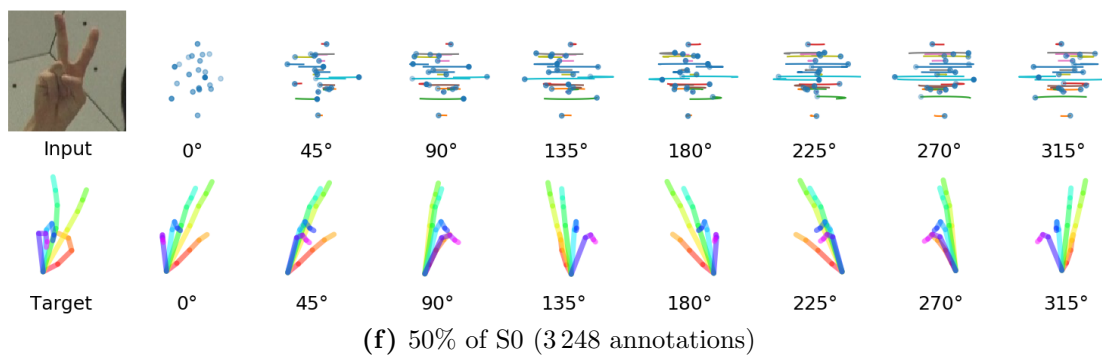 Input 0° 45° 90° 135° 180° 225° 270° 315°
Target 0° 45° 90° 135° 180° 225° 270° 315°
(f) 50% of S0 (3 248 annotations)